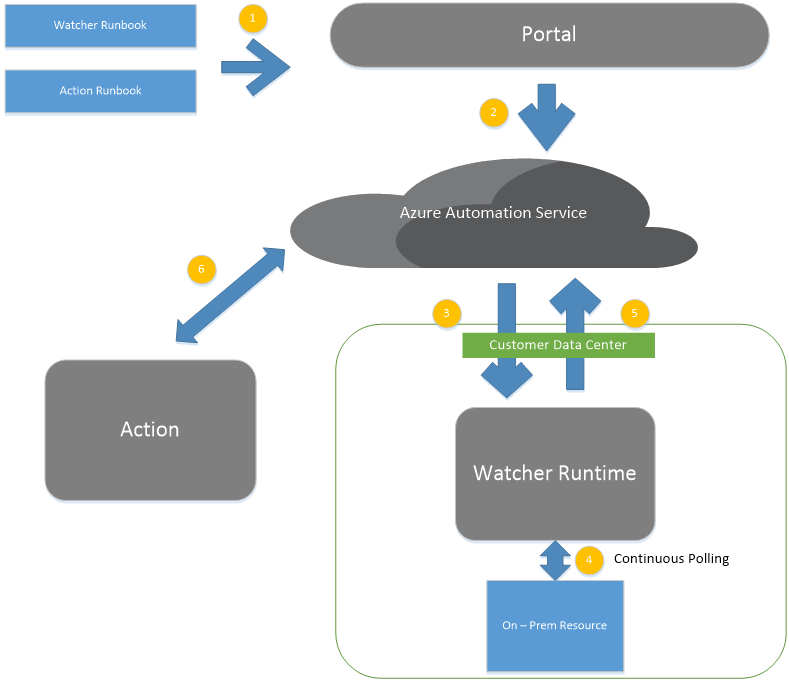 Watcher Runbook
1
Portal
Action Runbook
2
Azure Automation Service
6
3
5
Customer Data Center
Action
Watcher Runtime
4
Continuous Polling
On – Prem Resource